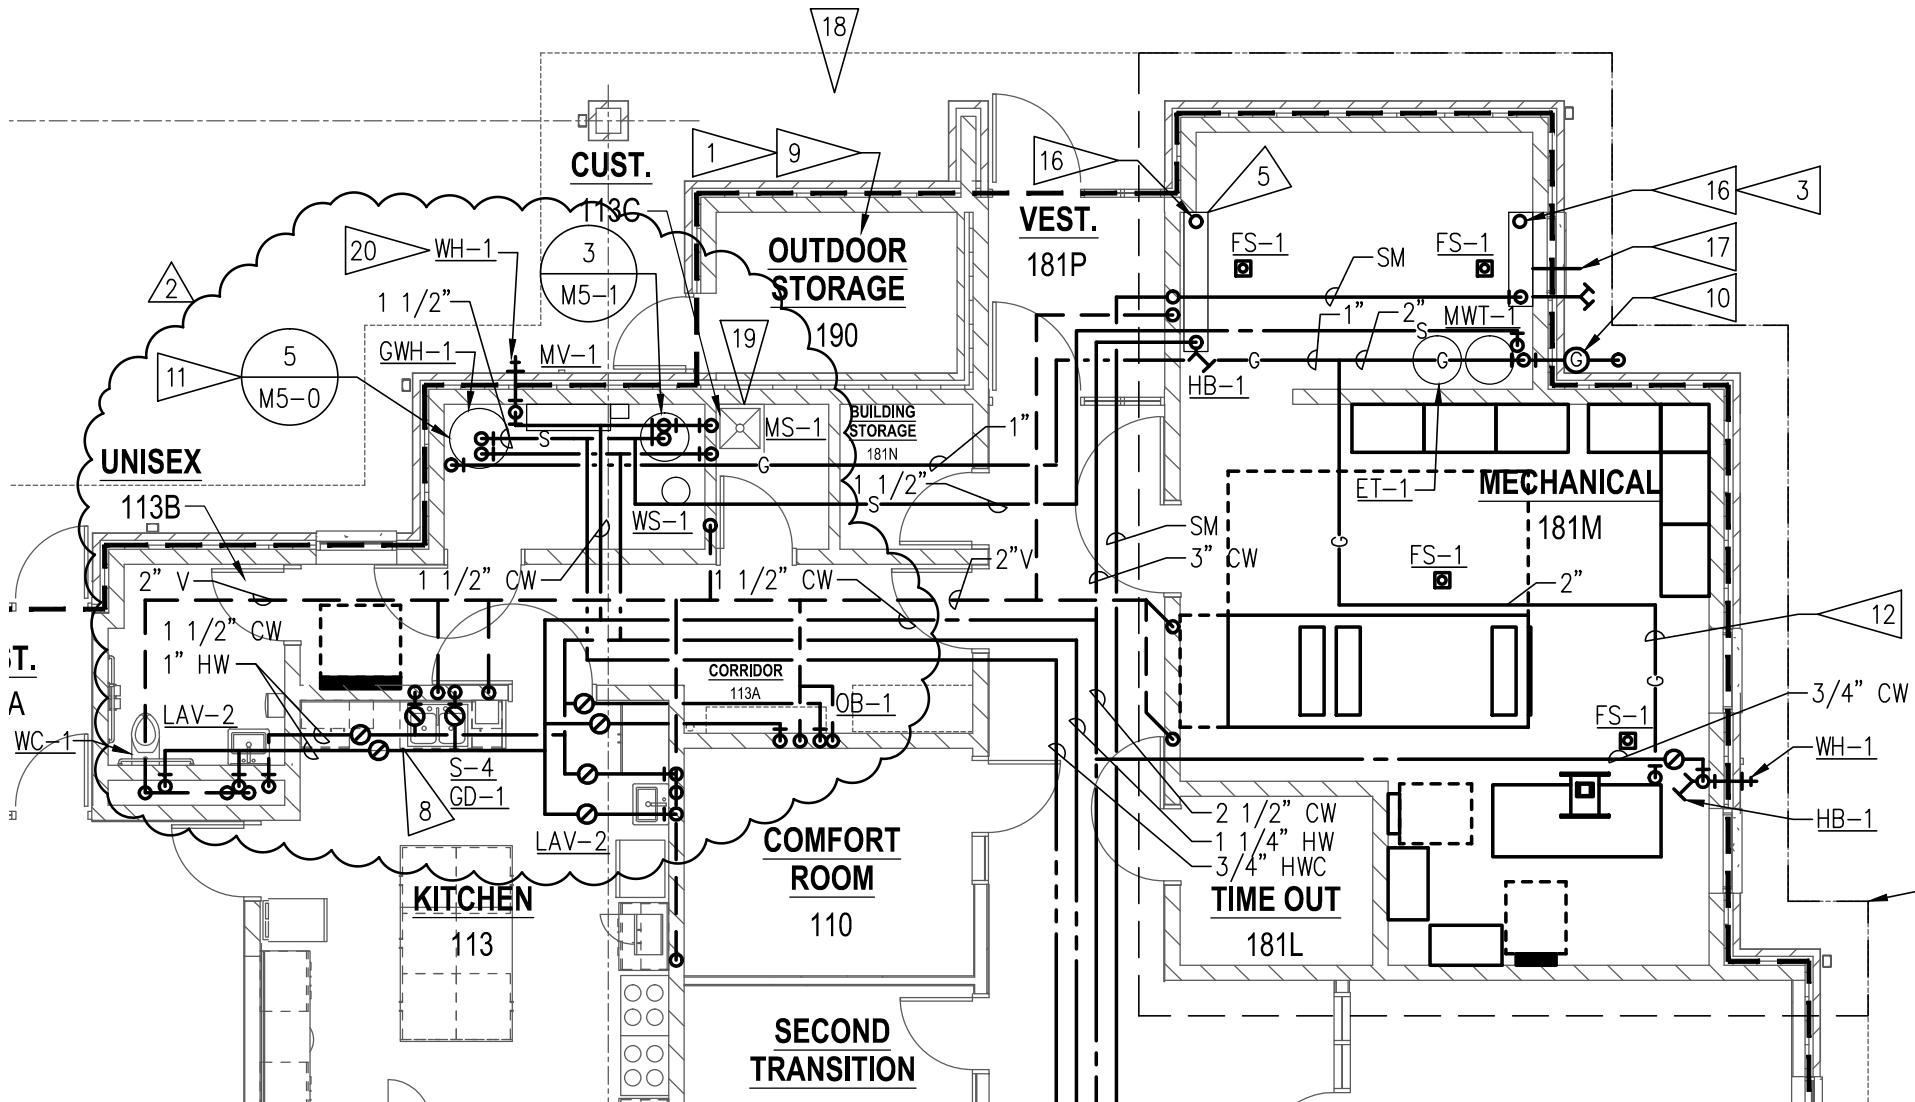 18
CUST.
113C
1
9
16
5
16
3
OUTDOOR
STORAGE
190
VEST.
181P
FS-1
FS-1
17
SM
10
20
WH-1
3
M5-1
2
1 1/2"
5
M5-0
11
GWH-1
MV-1
19
1"
2"
S
MWT-1
G
G
G
G
HB-1
UNISEX
113B
S
MS-1
BUILDING
STORAGE
181N
1"
G
1 1/2"
S
WS-1
ET-1
MECHANICAL
181M
SM
3" CW
G
FS-1
2" V
1 1/2" CW
1 1/2" CW
2"V
2"
12
1 1/2" CW
1" HW
T.
A
CORRIDOR
113A
OB-1
G
3/4" CW
LAV-2
WC-1
FS-1
WH-1
S-4
GD-1
8
LAV-2
2 1/2" CW
1 1/4" HW
3/4" HWC
HB-1
COMFORT
ROOM
110
KITCHEN
113
TIME OUT
181L
SECOND
TRANSITION